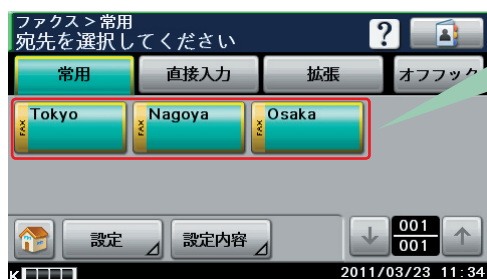 ファクス＞常用
宛先を選択してください
?
常用 直接入力 拡張 オフフック
FAX Tokyo FAX Nagoya FAX Osaka
設定 設定内容 001
001
K 2011/03/23 11:34